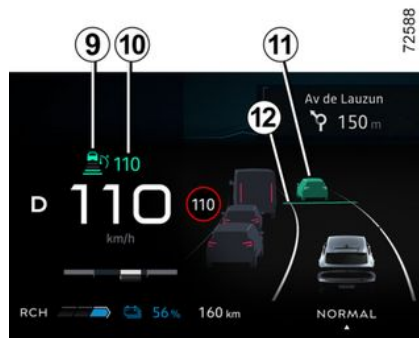 72588
9 10 11
12
Av de Lauzun
150 m
110
D 110 110
km/h
RCH 56% 160 km NORMAL